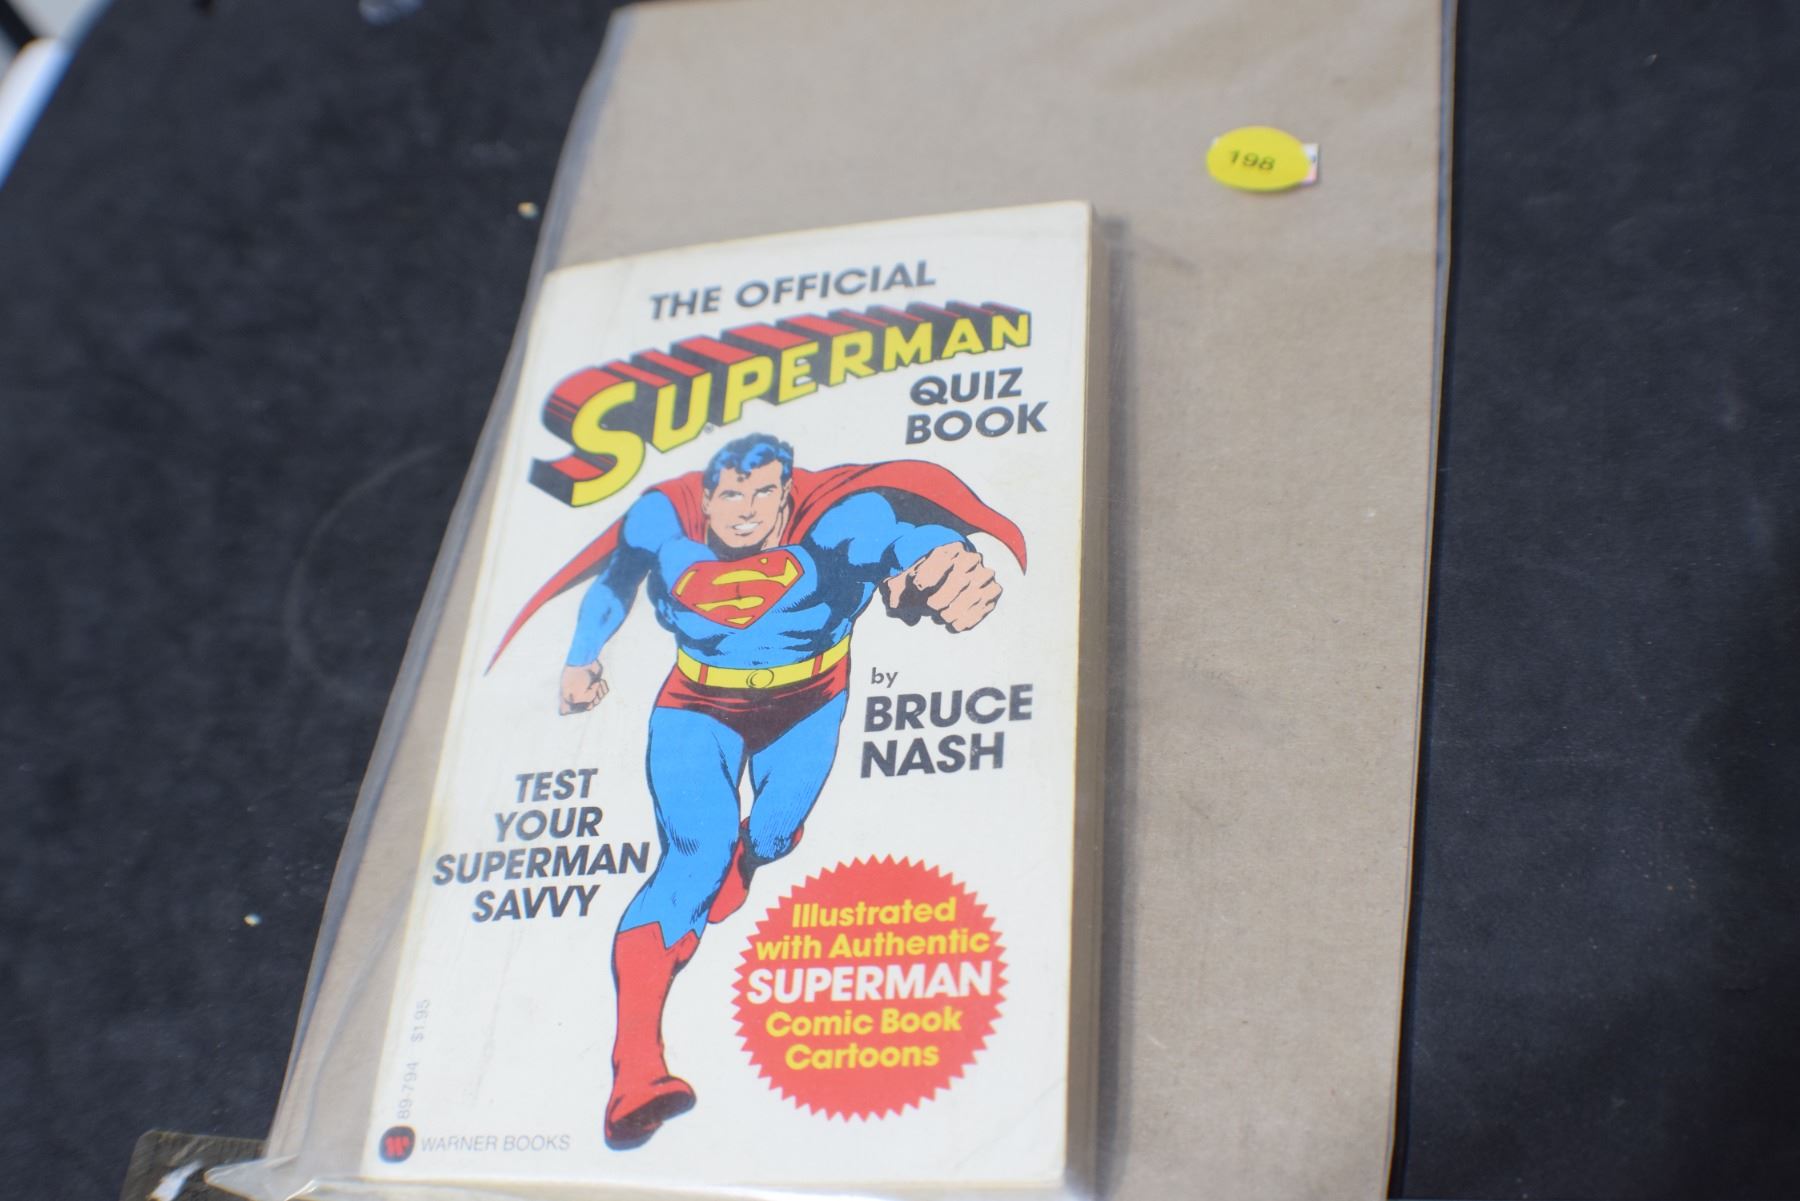 198
THE OFFICIAL
SUPERMAN
QUIZ
BOOK
by
BRUCE
NASH
TEST
YOUR
SUPERMAN
SAVVY
Illustrated
with Authentic
SUPERMAN
Comic Book
Cartoons
89-794 $1.95
WARNER BOOKS